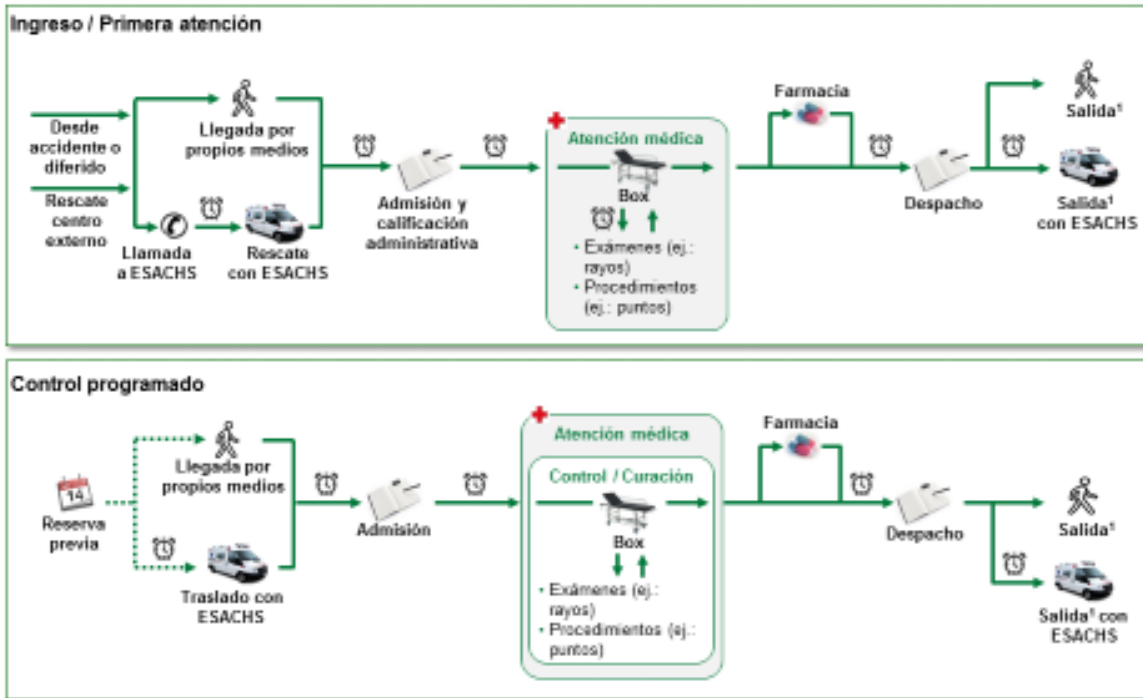 Ingreso / Primera atención
Desde
accidente o
diferido
Rescate
centro
externo
Llegada por
propios medios
Llamada
a ESACHS
Rescate
con ESACHS
Admisión y
calificación
administrativa
Atención médica
Box
• Exámenes (ej.:
rayos)
• Procedimientos
(ej.: puntos)
Farmacia
Despacho
Salida¹
Salida¹
con ESACHS
Control programado
14
Reserva
previa
Llegada por
propios medios
Traslado con
ESACHS
Admisión
Atención médica
Control / Curación
Box
• Exámenes (ej.:
rayos)
• Procedimientos (ej.:
puntos)
Farmacia
Despacho
Salida¹
Salida¹ con
ESACHS